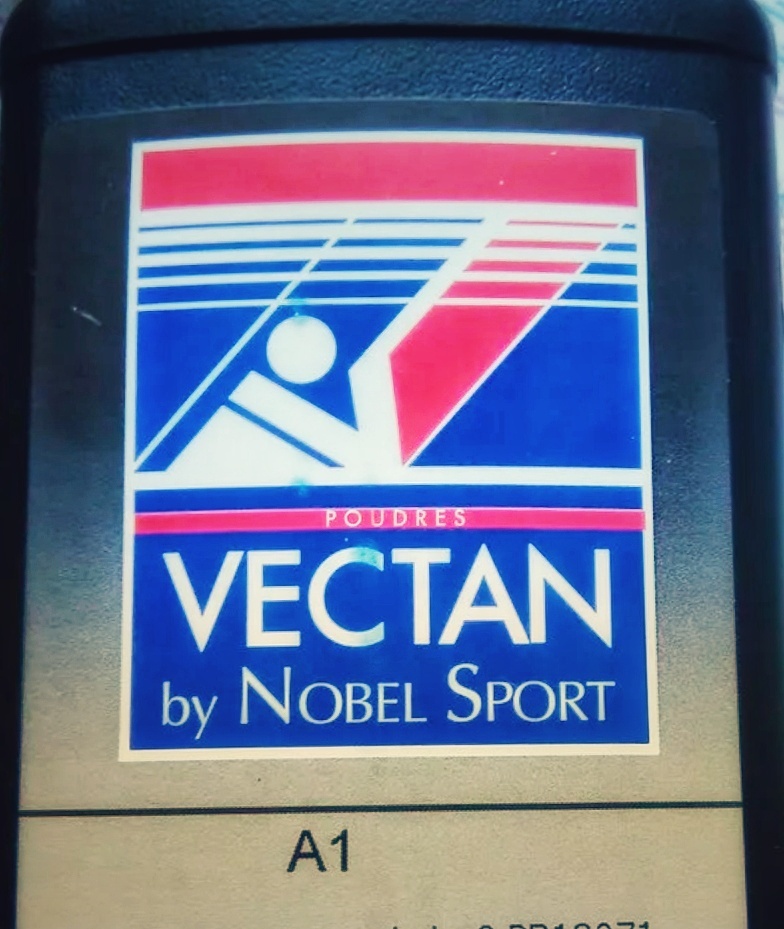 POUDRES
VECTAN
by NOBEL SPORT
A1